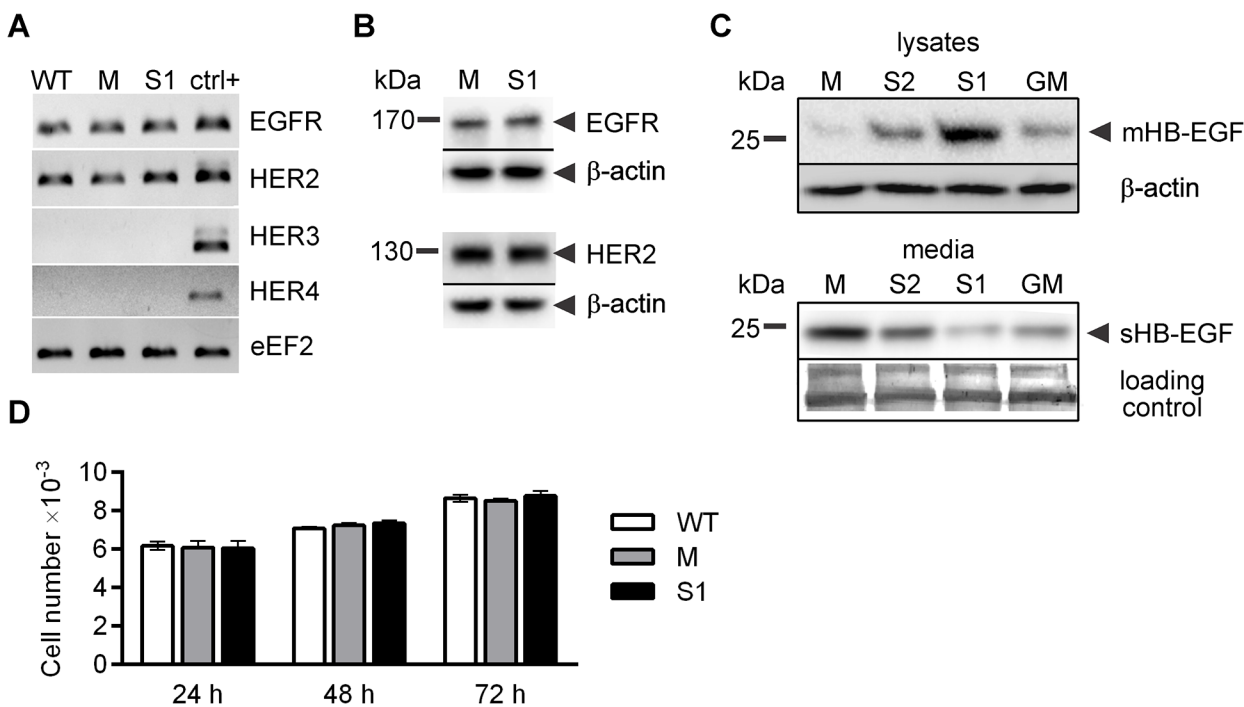 A
WT M S1 ctrl+
EGFR
HER2
HER3
HER4
eEF2
B
kDa M S1
170 EGFR
β-actin
130 HER2
β-actin
C
lysates
kDa M S2 S1 GM
25 mHB-EGF
β-actin
media
kDa M S2 S1 GM
25 sHB-EGF
loading
control
D
Cell number ×10⁻³
10
8
6
4
2
0
24 h 48 h 72 h
WT
M
S1